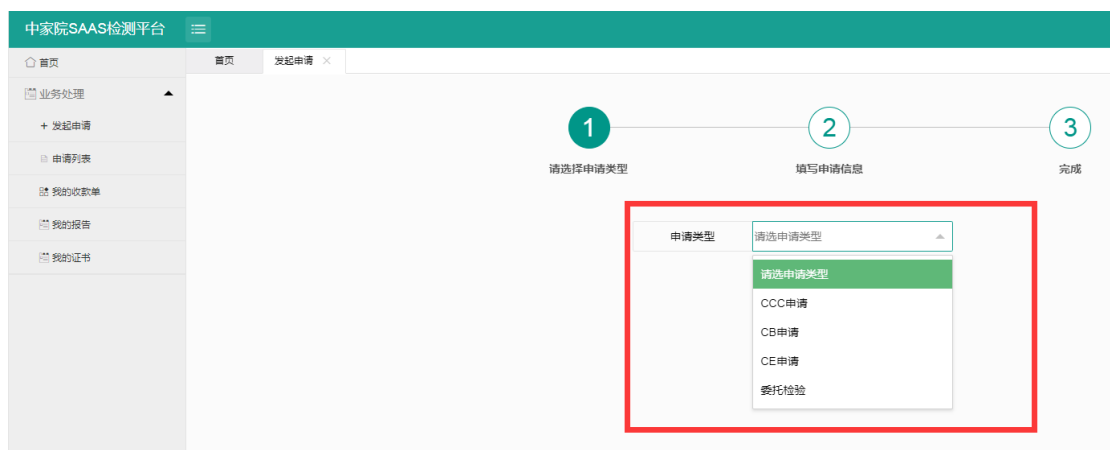 中家院SAAS检测平台
首页
首页
发起申请
业务处理
+ 发起申请
申请列表
我的收款单
我的报告
我的证书
1
2
3
请选择申请类型
填写申请信息
完成
申请类型
请选申请类型
请选申请类型
CCC申请
CB申请
CE申请
委托检验